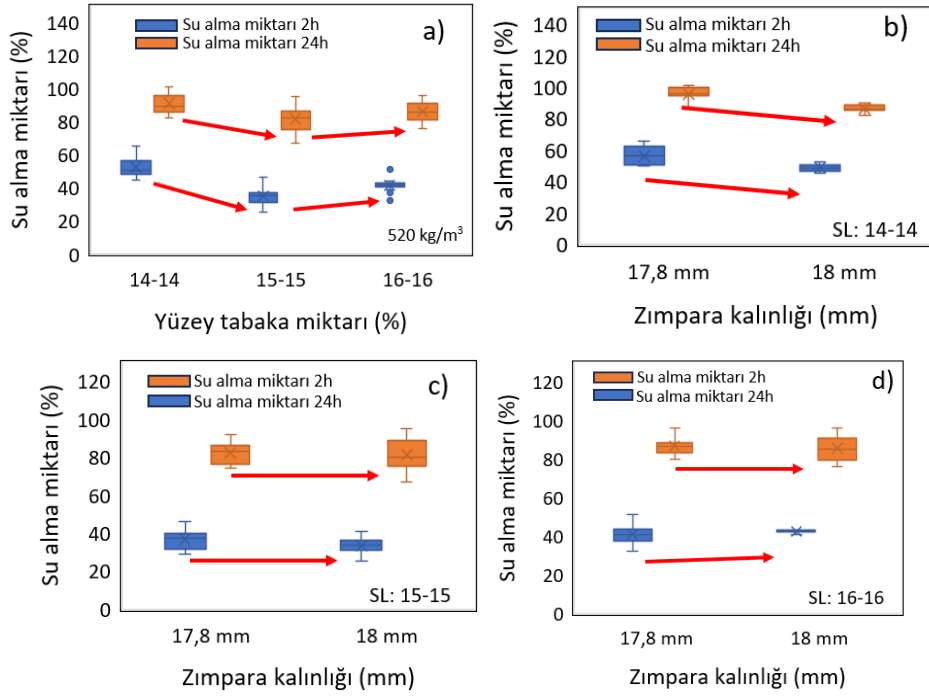 a)
Su alma miktarı 2h
Su alma miktarı 24h
Su alma miktarı (%)
140
120
100
80
60
40
20
0
520 kg/m³
14-14
15-15
16-16
Yüzey tabaka miktarı (%)
b)
Su alma miktarı 2h
Su alma miktarı 24h
Su alma miktarı (%)
140
120
100
80
60
40
20
0
SL: 14-14
17,8 mm
18 mm
Zımpara kalınlığı (mm)
c)
Su alma miktarı 2h
Su alma miktarı 24h
Su alma miktarı (%)
120
100
80
60
40
20
0
SL: 15-15
17,8 mm
18 mm
Zımpara kalınlığı (mm)
d)
Su alma miktarı 2h
Su alma miktarı 24h
Su alma miktarı (%)
120
100
80
60
40
20
0
SL: 16-16
17,8 mm
18 mm
Zımpara kalınlığı (mm)